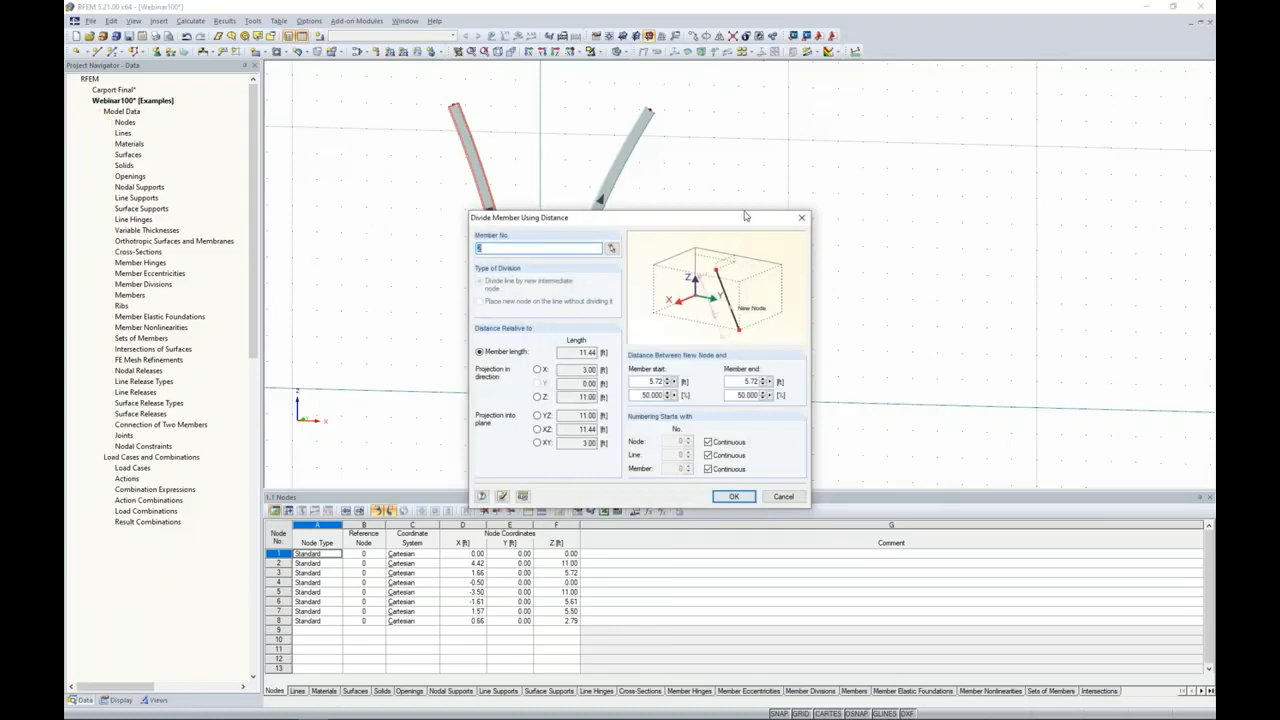 RFEM 5.21.00 x64 - [Webinar100*]
File Edit View Insert Calculate Results Tools Table Options Add-on Modules Window Help
Project Navigator - Data
RFEM
Carport Final*
Webinar100* [Examples]
Model Data
Nodes
Lines
Materials
Surfaces
Solids
Openings
Nodal Supports
Line Supports
Surface Supports
Line Hinges
Variable Thicknesses
Orthotropic Surfaces and Membranes
Cross-Sections
Member Hinges
Member Eccentricities
Member Divisions
Members
Ribs
Member Elastic Foundations
Member Nonlinearities
Sets of Members
Intersections of Surfaces
FE Mesh Refinements
Nodal Releases
Line Release Types
Line Releases
Surface Release Types
Surface Releases
Connection of Two Members
Joints
Nodal Constraints
Load Cases and Combinations
Load Cases
Actions
Combination Expressions
Action Combinations
Load Combinations
Result Combinations
Data Display Views
Z
X
Divide Member Using Distance
Member No.
Type of Division
Divide line by new intermediate
node
Place new node on the line without dividing it
Distance Relative to
Length
Member length: 11.44 [ft]
Projection in
direction
X: 3.00 [ft]
Y: 0.00 [ft]
Z: 11.00 [ft]
Projection into
plane
YZ: 11.00 [ft]
XZ: 11.44 [ft]
XY: 3.00 [ft]
Z
X
Y
New Node
Distance Between New Node and
Member start: Member end:
5.72 [ft] 5.72 [ft]
50.000 [%] 50.000 [%]
Numbering Starts with
No.
Node: 0 Continuous
Line: 0 Continuous
Member: 0 Continuous
OK Cancel
1.1 Nodes
A B C D E F G
Node Reference Coordinate Node Coordinates
No. Node Type Node System X [ft] Y [ft] Z [ft] Comment
1 Standard 0 Cartesian 0.00 0.00 0.00
2 Standard 0 Cartesian 4.42 0.00 11.00
3 Standard 0 Cartesian 1.66 0.00 5.72
4 Standard 0 Cartesian -0.50 0.00 0.00
5 Standard 0 Cartesian -3.50 0.00 11.00
6 Standard 0 Cartesian -1.61 0.00 5.61
7 Standard 0 Cartesian 1.57 0.00 5.50
8 Standard 0 Cartesian 0.66 0.00 2.79
9
10
11
12
13
Nodes Lines Materials Surfaces Solids Openings Nodal Supports Line Supports Surface Supports Line Hinges Cross-Sections Member Hinges Member Eccentricities Member Divisions Members Member Elastic Foundations Member Nonlinearities Sets of Members Intersections
SNAP GRID CARTES OSNAP GLINES DXF